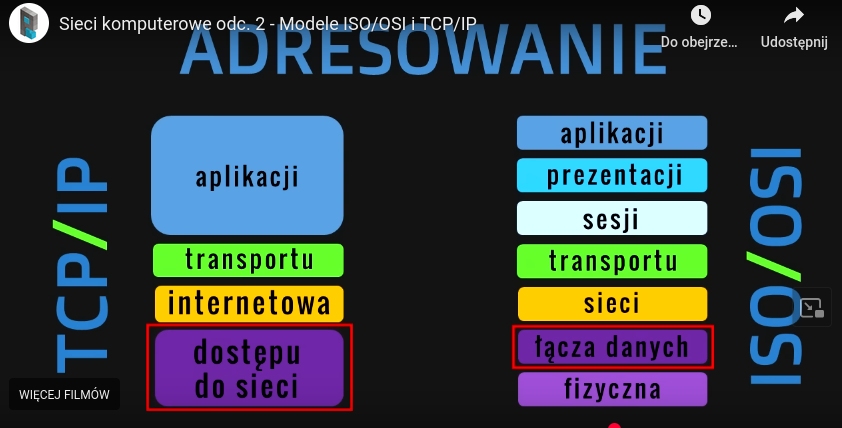 Sieci komputerowe odc. 2 - Modele ISO/OSI i TCP/IP
Do obejrze...
Udostępnij
ADRESOWANIE
TCP/IP
aplikacji
transportu
internetowa
dostępu
do sieci
aplikacji
prezentacji
sesji
transportu
sieci
łącza danych
fizyczna
ISO/OSI
WIĘCEJ FILMÓW